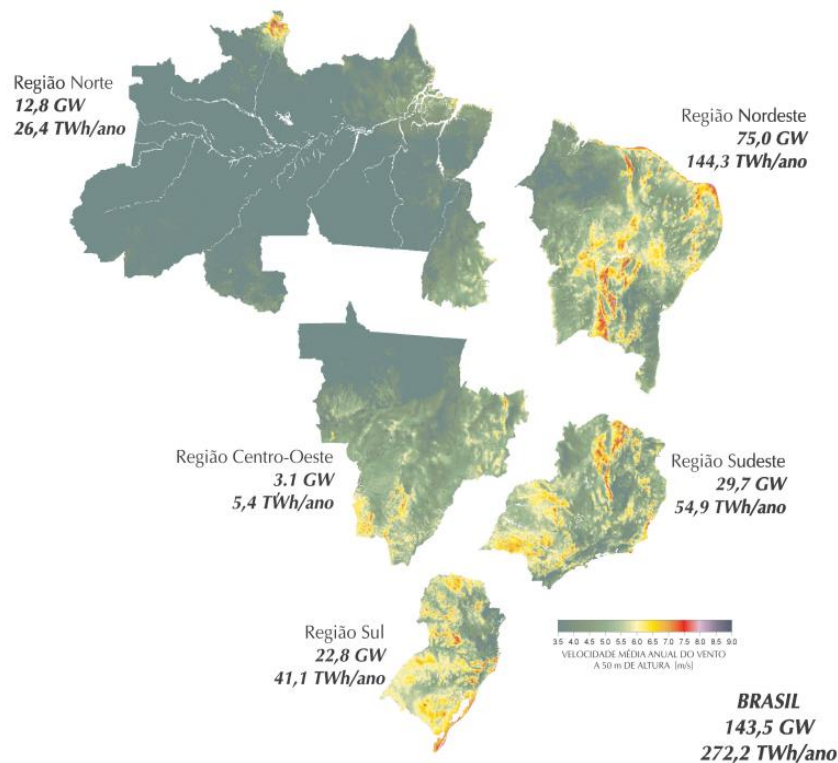 Região Norte
12,8 GW
26,4 TWh/ano
Região Nordeste
75,0 GW
144,3 TWh/ano
Região Centro-Oeste
3.1 GW
5,4 TWh/ano
Região Sudeste
29,7 GW
54,9 TWh/ano
Região Sul
22,8 GW
41,1 TWh/ano
3.5 4.0 4.5 5.0 5.5 6.0 6.5 7.0 7.5 8.0 8.5 9.0
VELOCIDADE MÉDIA ANUAL DO VENTO
A 50 m DE ALTURA [m/s]
BRASIL
143,5 GW
272,2 TWh/ano